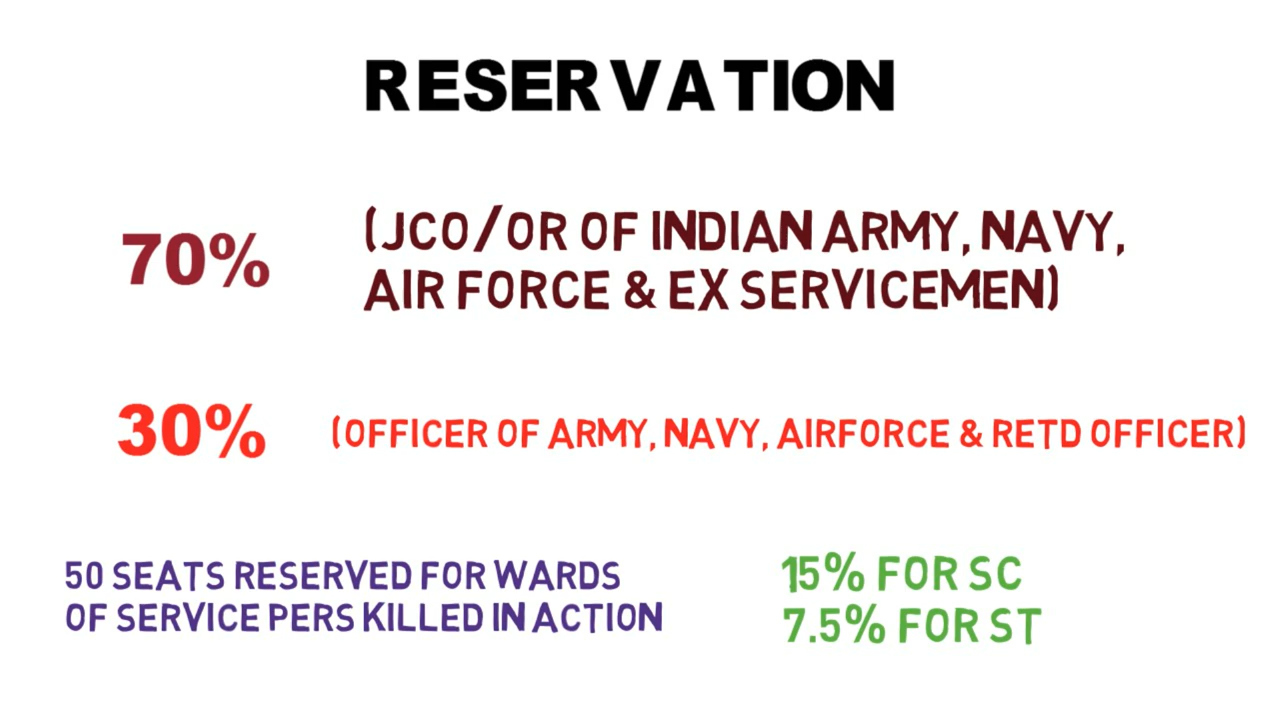 RESERVATION
70%
(JCO/OR OF INDIAN ARMY, NAVY,
AIR FORCE & EX SERVICEMEN)
30%
(OFFICER OF ARMY, NAVY, AIRFORCE & RETD OFFICER)
50 SEATS RESERVED FOR WARDS
OF SERVICE PERS KILLED IN ACTION
15% FOR SC
7.5% FOR ST